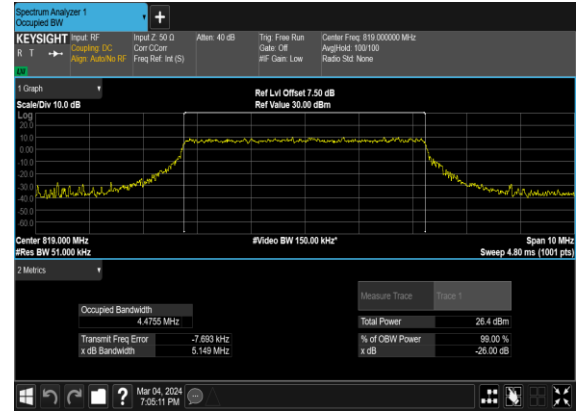 Spectrum Analyzer 1
Occupied BW
KEYSIGHT Input: RF Input Z: 50 Ω Atten: 40 dB Trig: Free Run Center Freq: 819.000000 MHz
R T Coupling: DC Corr CCorr Gate: Off Avg|Hold: 100/100
Align: Auto/No RF Freq Ref: Int (S) #IF Gain: Low Radio Std: None
LU
1 Graph Ref Lvl Offset 7.50 dB
Scale/Div 10.0 dB Ref Value 30.00 dBm
Log
20.0
10.0
0.00
-10.0
-20.0
-30.0
-40.0
-50.0
-60.0
Center 819.000 MHz #Video BW 150.00 kHz* Span 10 MHz
#Res BW 51.000 kHz Sweep 4.80 ms (1001 pts)
2 Metrics
Measure Trace Trace 1
Occupied Bandwidth
4.4755 MHz Total Power 26.4 dBm
Transmit Freq Error -7.693 kHz % of OBW Power 99.00 %
x dB Bandwidth 5.149 MHz x dB -26.00 dB
Mar 04, 2024
7:05:11 PM